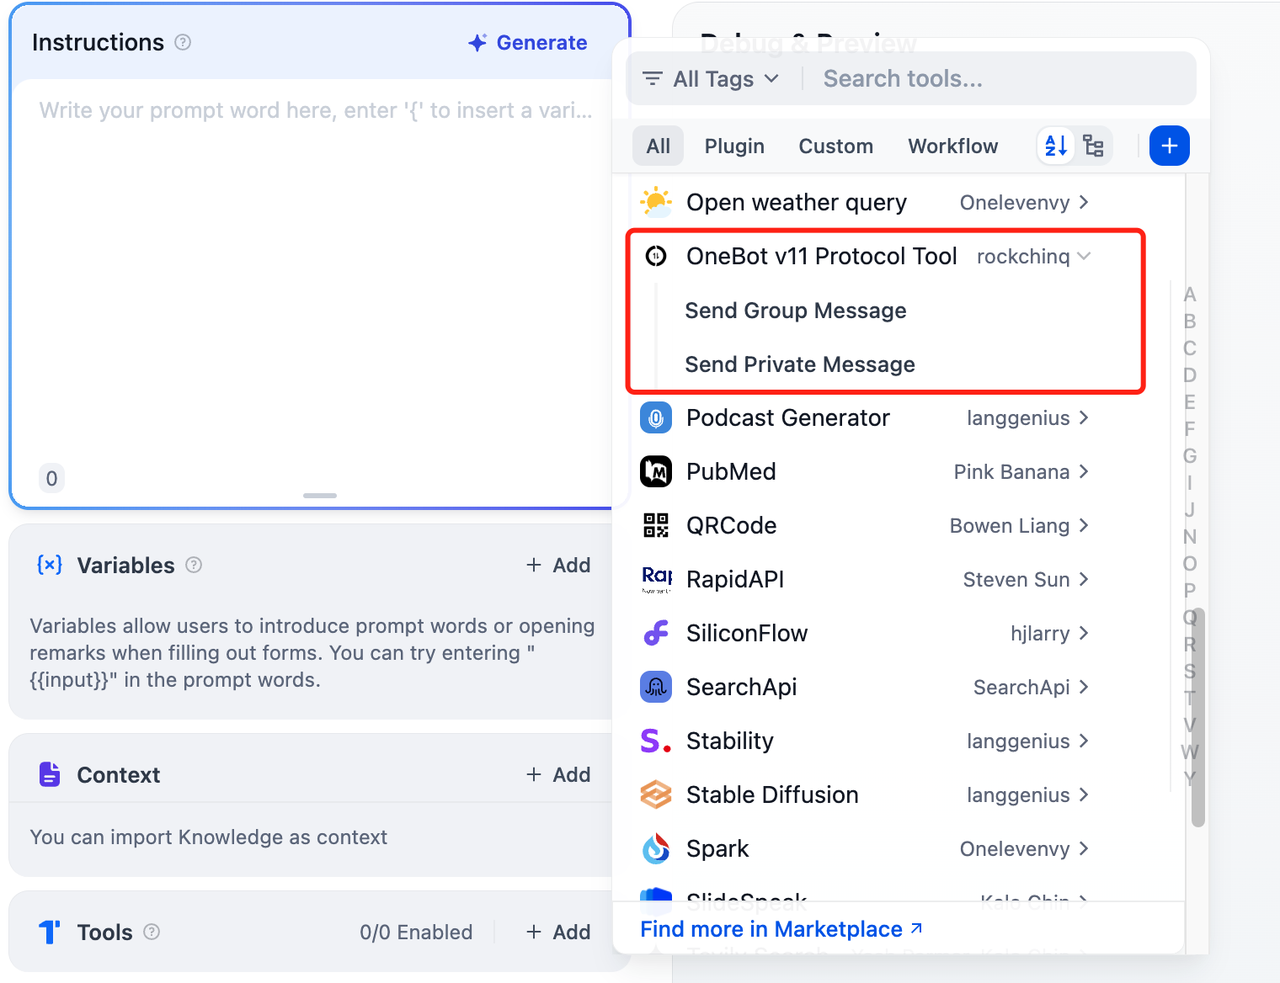 Instructions
Generate
Write your prompt word here, enter '{' to insert a vari...
0
Variables
+ Add
Variables allow users to introduce prompt words or opening
remarks when filling out forms. You can try entering "
{{input}}" in the prompt words.
Context
+ Add
You can import Knowledge as context
Tools
0/0 Enabled
+ Add
Debug & Preview
All Tags
Search tools...
All
Plugin
Custom
Workflow
Open weather query
Onelevenvy
OneBot v11 Protocol Tool
rockchinq
Send Group Message
Send Private Message
Podcast Generator
langgenius
PubMed
Pink Banana
QRCode
Bowen Liang
RapidAPI
Steven Sun
SiliconFlow
hjlarry
SearchApi
SearchApi
Stability
langgenius
Stable Diffusion
langgenius
Spark
Onelevenvy
SlideSpeak
Kalo Chin
Find more in Marketplace
A
B
C
D
E
F
G
I
J
N
O
P
Q
R
S
T
V
W
Y